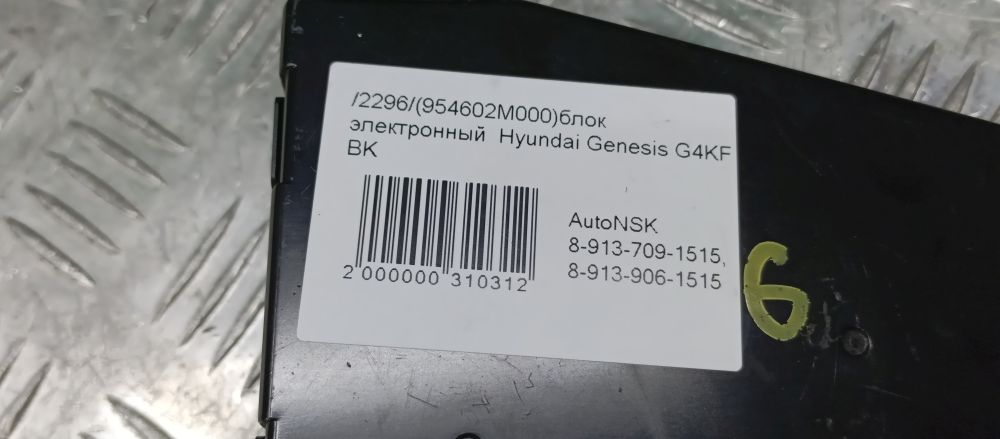 /2296/(954602M000)блок
электронный Hyundai Genesis G4KF
BK
2 000000 310312
AutoNSK
8-913-709-1515,
8-913-906-1515
6